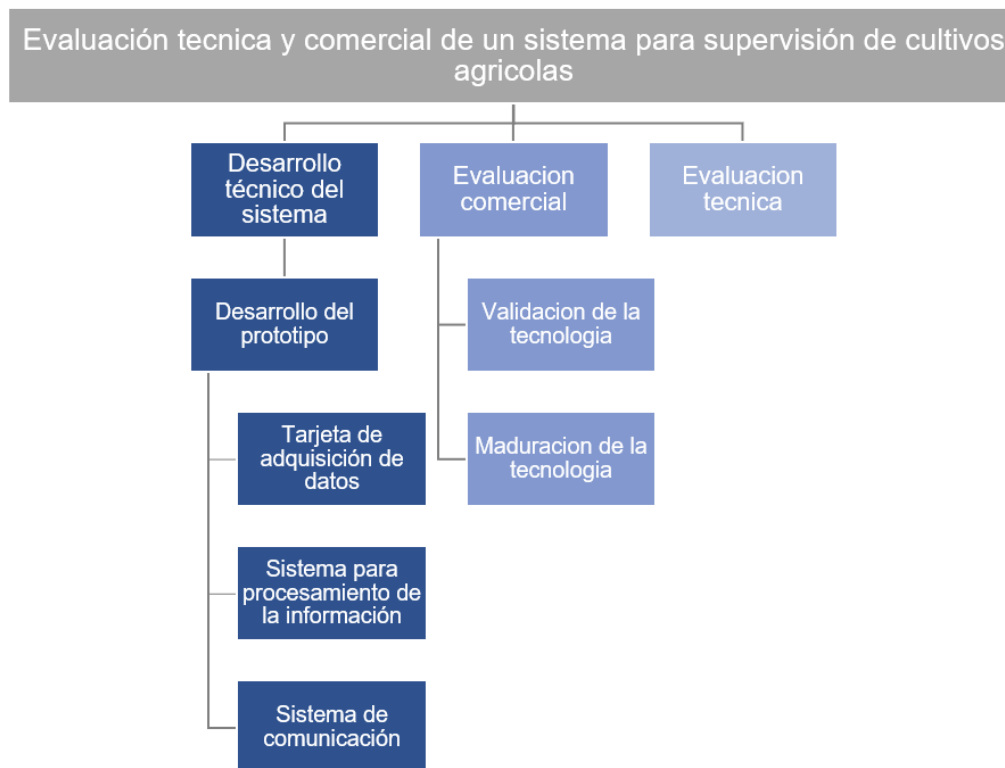 Evaluación tecnica y comercial de un sistema para supervisión de cultivos
agricolas
Desarrollo
técnico del
sistema
Evaluacion
comercial
Evaluacion
tecnica
Desarrollo del
prototipo
Validacion de la
tecnologia
Tarjeta de
adquisición de
datos
Maduracion de la
tecnologia
Sistema para
procesamiento de
la información
Sistema de
comunicación